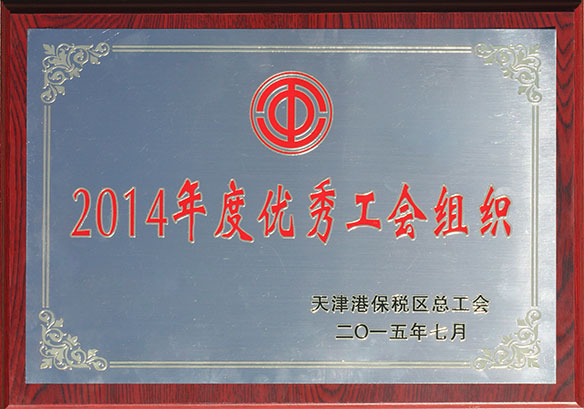 2014年度优秀工会组织
天津港保税区总工会
二〇一五年七月